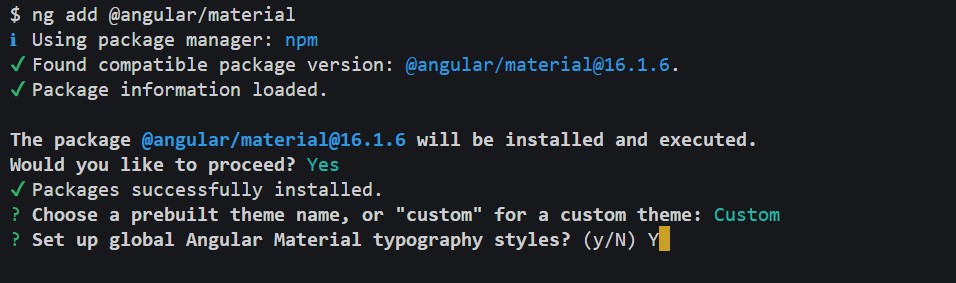 $ ng add @angular/material
ℹ Using package manager: npm
✓ Found compatible package version: @angular/material@16.1.6.
✓ Package information loaded.
The package @angular/material@16.1.6 will be installed and executed.
Would you like to proceed? Yes
✓ Packages successfully installed.
? Choose a prebuilt theme name, or "custom" for a custom theme: Custom
? Set up global Angular Material typography styles? (y/N) Y